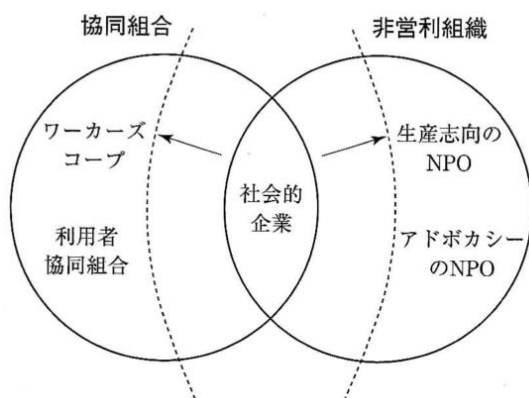 協同組合
非営利組織
ワーカーズ
コープ
利用者
協同組合
社会的
企業
生産志向の
NPO
アドボカシー
のNPO